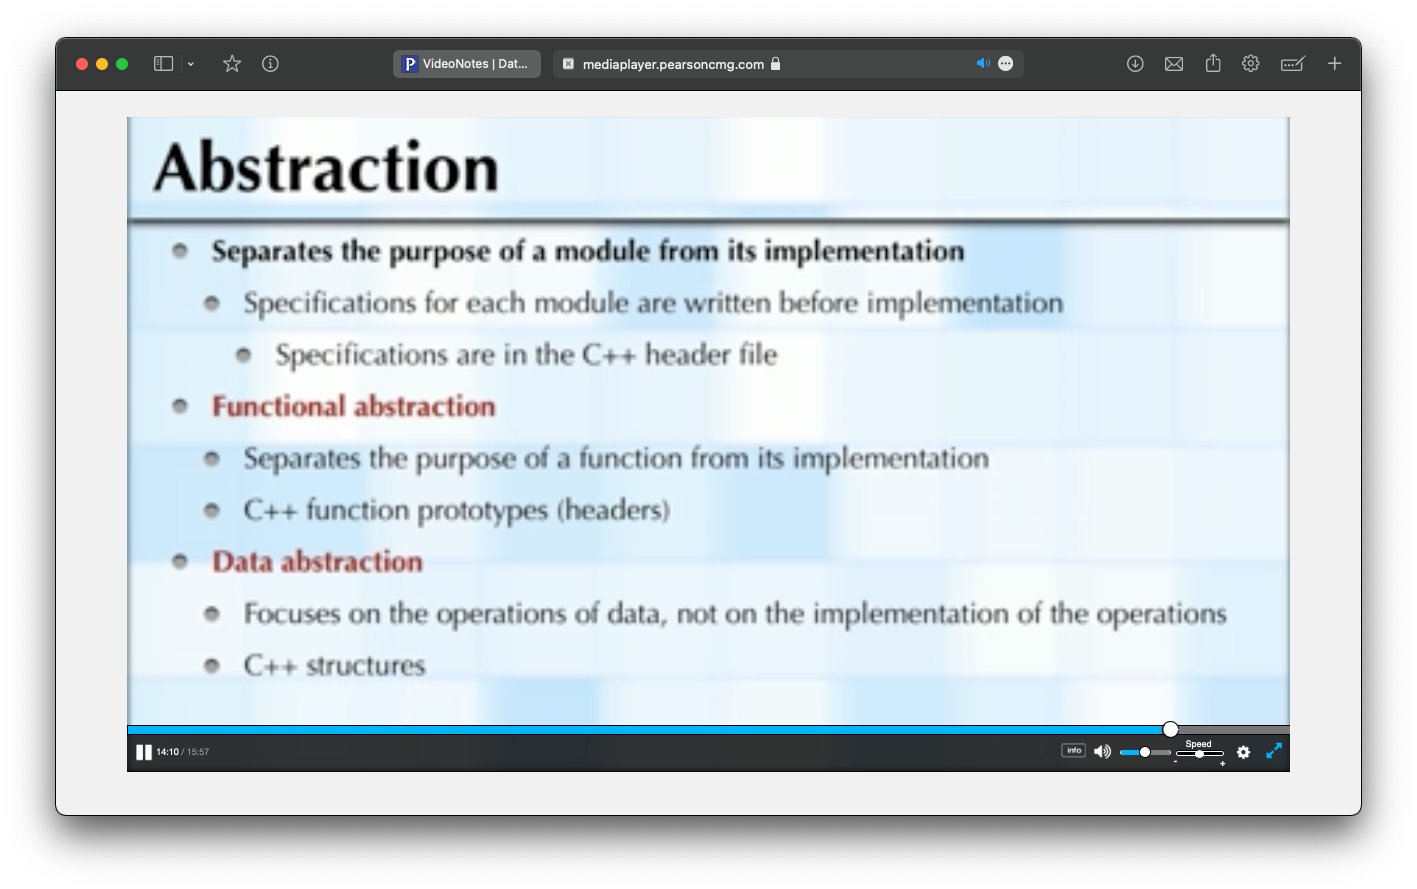 P VideoNotes | Dat...
mediaplayer.pearsoncmg.com
Abstraction
Separates the purpose of a module from its implementation
Specifications for each module are written before implementation
Specifications are in the C++ header file
Functional abstraction
Separates the purpose of a function from its implementation
C++ function prototypes (headers)
Data abstraction
Focuses on the operations of data, not on the implementation of the operations
C++ structures
14:10 / 15:57
info
Speed
- +